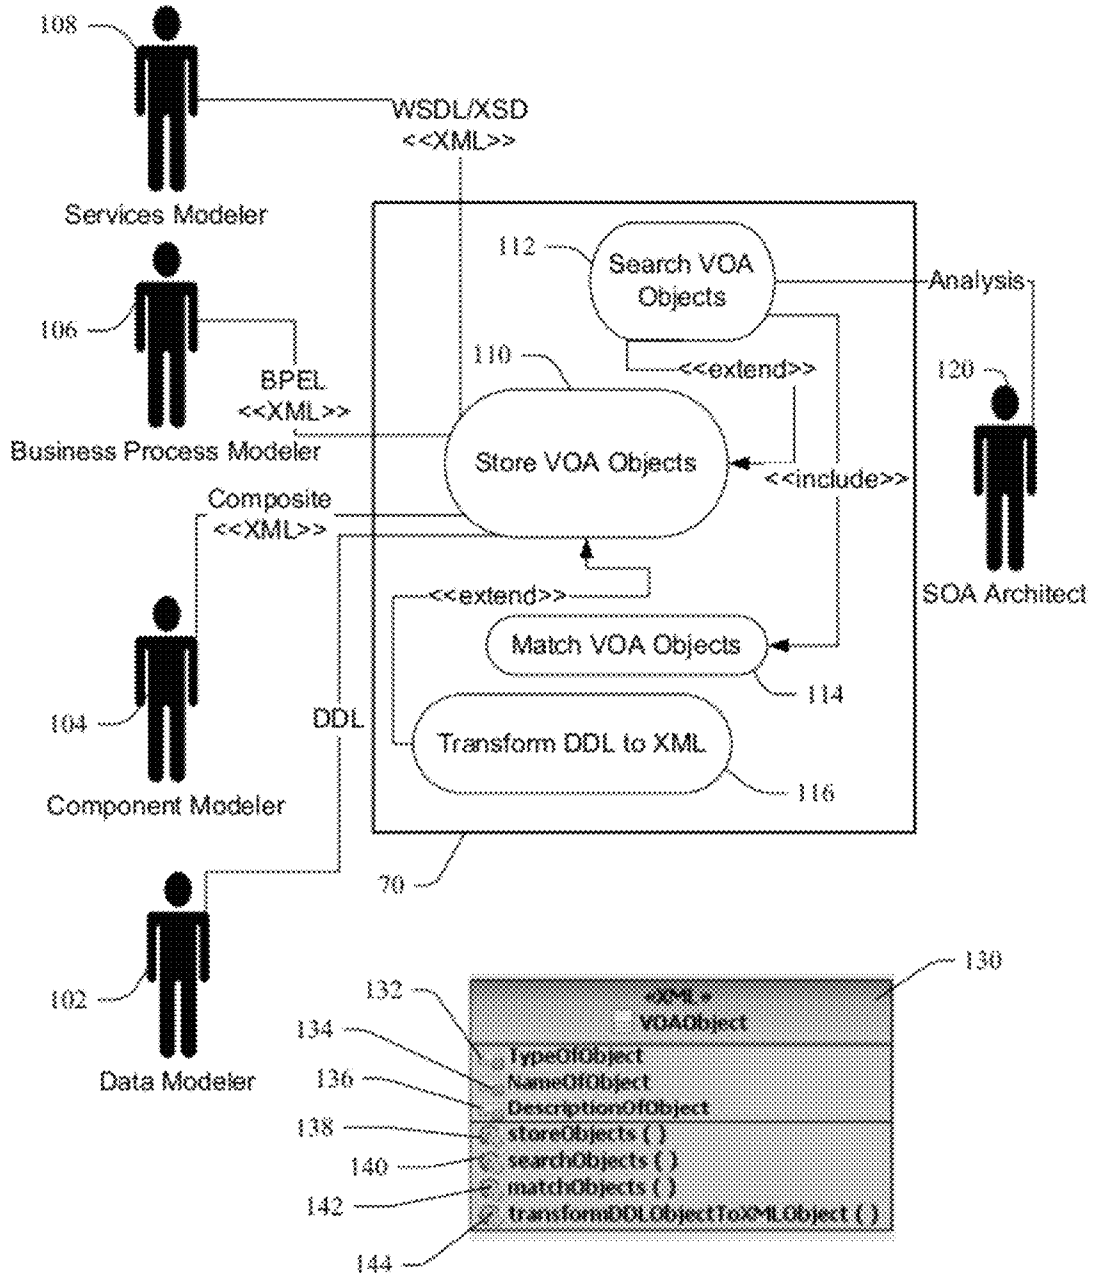 108
WSDL/XSD
<<XML>>
Services Modeler
112
Search VOA
Objects
Analysis
106
110
<<extend>>
120
BPEL
<<XML>>
Business Process Modeler
Store VOA Objects
<<include>>
Composite
<<XML>>
<<extend>>
SOA Architect
Match VOA Objects
114
104
DDL
Transform DDL to XML
116
Component Modeler
70
102
Data Modeler
130
132
«XML»
VOAObject
134
TypeOfObject
136
NameOfObject
DescriptionOfObject
138
storeObjects ( )
140
searchObjects ( )
142
matchObjects ( )
transformDDLObjectToXMLObject ( )
144